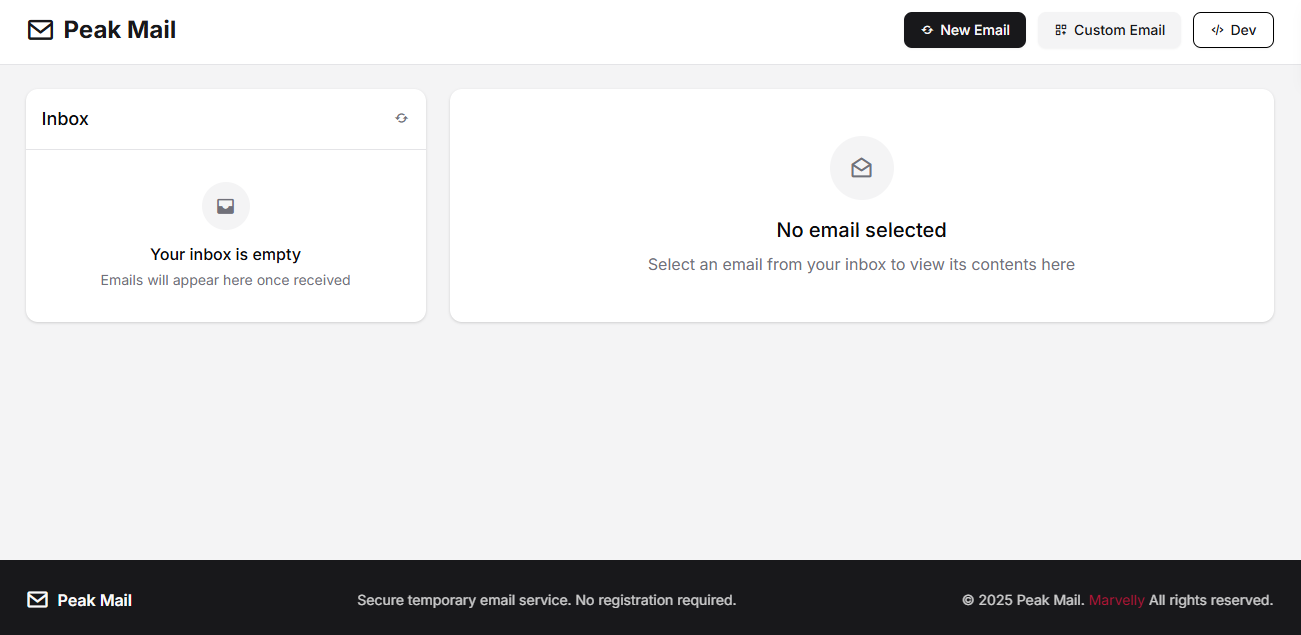 Peak Mail
New Email
Custom Email
</> Dev
Inbox
Your inbox is empty
Emails will appear here once received
No email selected
Select an email from your inbox to view its contents here
Peak Mail
Secure temporary email service. No registration required.
© 2025 Peak Mail. Marvelly All rights reserved.